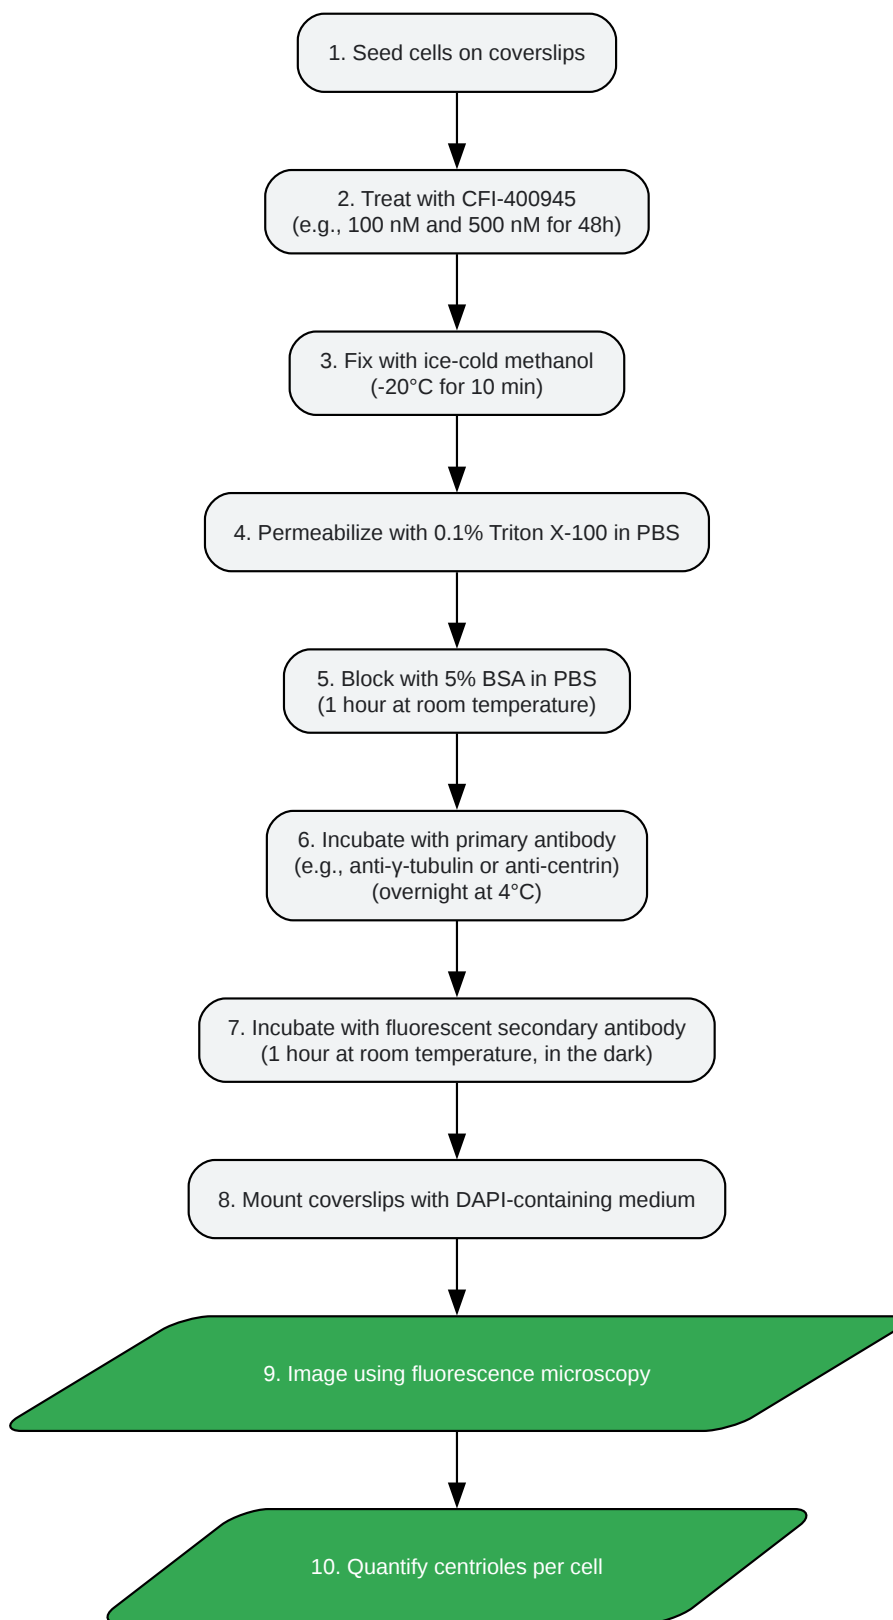 1. Seed cells on coverslips
2. Treat with CFI-400945
(e.g., 100 nM and 500 nM for 48h)
3. Fix with ice-cold methanol
(-20°C for 10 min)
4. Permeabilize with 0.1% Triton X-100 in PBS
5. Block with 5% BSA in PBS
(1 hour at room temperature)
6. Incubate with primary antibody
(e.g., anti-γ-tubulin or anti-centrin)
(overnight at 4°C)
7. Incubate with fluorescent secondary antibody
(1 hour at room temperature, in the dark)
8. Mount coverslips with DAPI-containing medium
9. Image using fluorescence microscopy
10. Quantify centrioles per cell